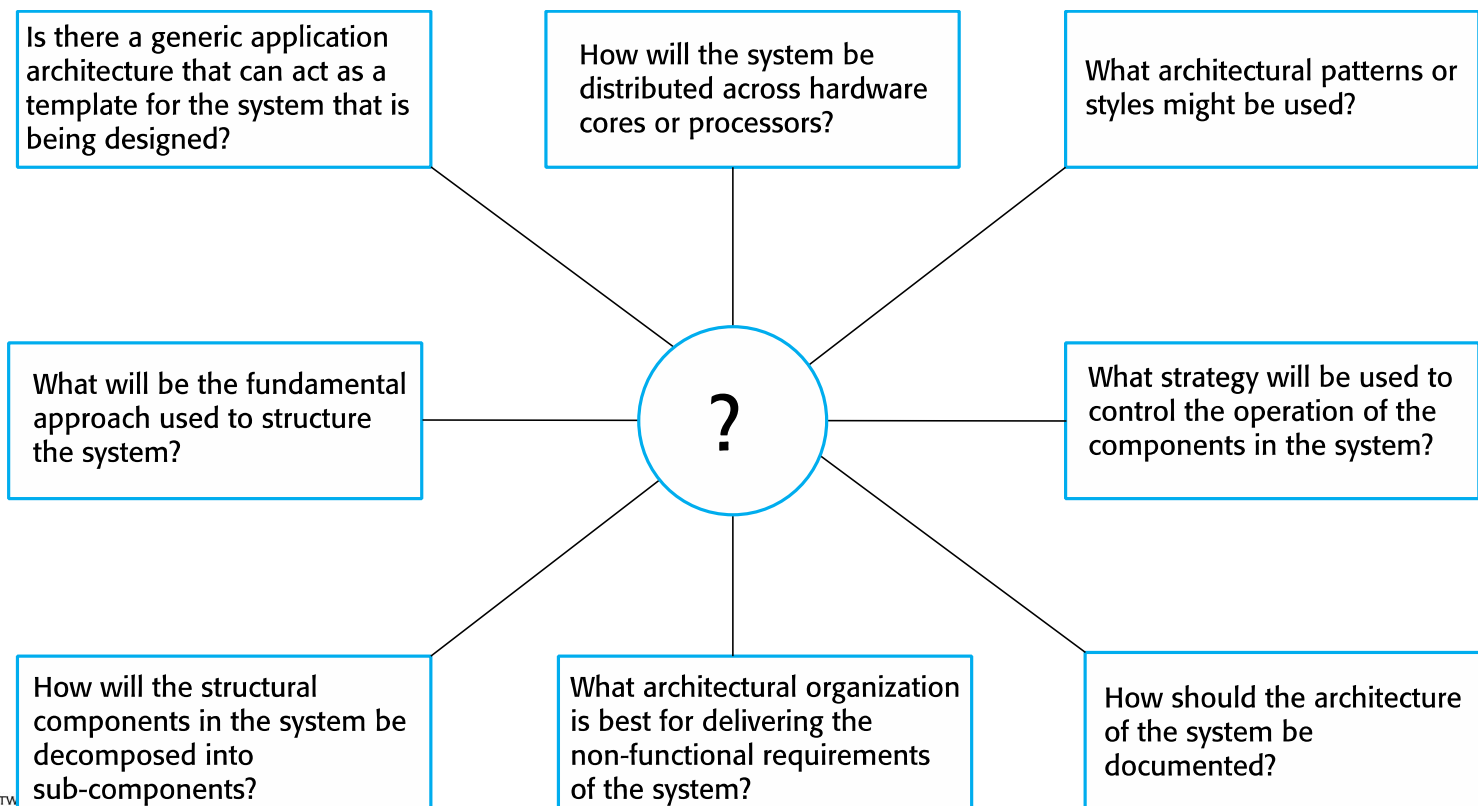 Is there a generic application
architecture that can act as a
template for the system that is
being designed?
How will the system be
distributed across hardware
cores or processors?
What architectural patterns or
styles might be used?
What will be the fundamental
approach used to structure
the system?
?
What strategy will be used to
control the operation of the
components in the system?
How will the structural
components in the system be
decomposed into
sub-components?
What architectural organization
is best for delivering the
non-functional requirements
of the system?
How should the architecture
of the system be
documented?
TW